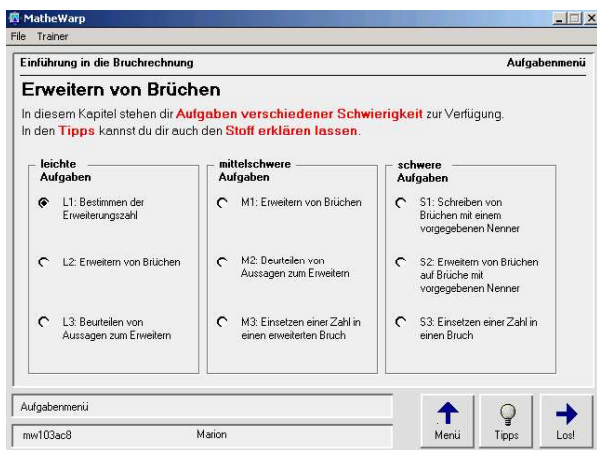 MatheWarp
File Trainer
Einführung in die Bruchrechnung
Aufgabenmenü
Erweitern von Brüchen
In diesem Kapitel stehen dir Aufgaben verschiedener Schwierigkeit zur Verfügung.
In den Tipps kannst du dir auch den Stoff erklären lassen.
leichte
Aufgaben
L1: Bestimmen der
Erweiterungszahl
L2: Erweitern von Brüchen
L3: Beurteilen von
Aussagen zum Erweitern
mittelschwere
Aufgaben
M1: Erweitern von Brüchen
M2: Beurteilen von
Aussagen zum Erweitern
M3: Einsetzen einer Zahl in
einen erweiterten Bruch
schwere
Aufgaben
S1: Schreiben von
Brüchen mit einem
vorgegebenen Nenner
S2: Erweitern von Brüchen
auf Brüche mit
vorgegebenen Nenner
S3: Einsetzen einer Zahl in
einen Bruch
Aufgabenmenü
mw103ac8 Marion
Menü
Tipps
Los!